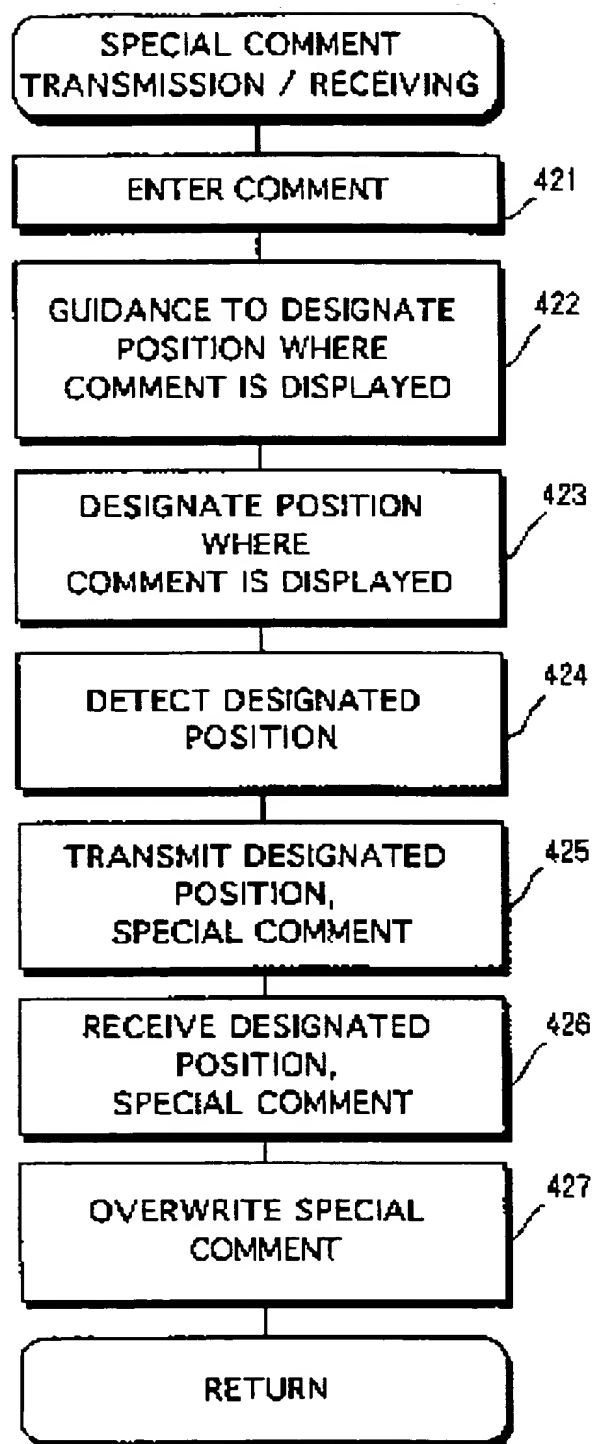 SPECIAL COMMENT
TRANSMISSION / RECEIVING
ENTER COMMENT
421
GUIDANCE TO DESIGNATE
POSITION WHERE
COMMENT IS DISPLAYED
422
DESIGNATE POSITION
WHERE
COMMENT IS DISPLAYED
423
DETECT DESIGNATED
POSITION
424
TRANSMIT DESIGNATED
POSITION,
SPECIAL COMMENT
425
RECEIVE DESIGNATED
POSITION,
SPECIAL COMMENT
426
OVERWRITE SPECIAL
COMMENT
427
RETURN